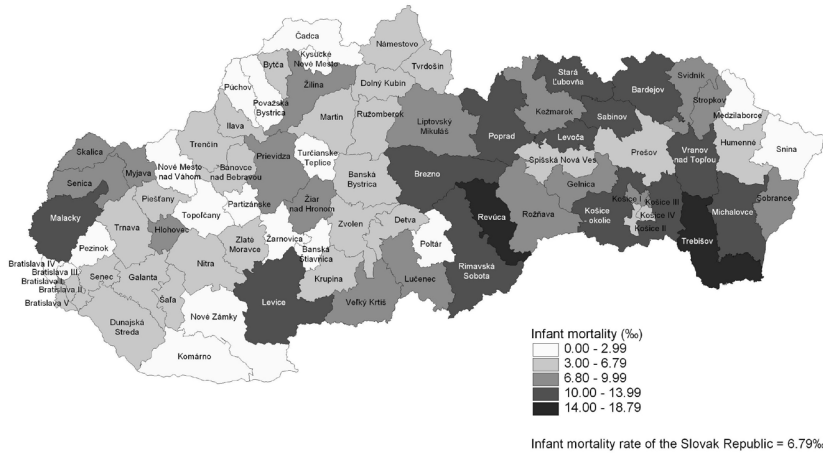 Čadca
Námestovo
Kysucké
Nové Mesto
Bytča
Tvrdošín
Žilina
Dolný Kubín
Púchov
Považská
Bystrica
Ilava
Martin
Ružomberok
Liptovský
Mikuláš
Trenčín
Stará
Ľubovňa
Bardejov
Svidník
Kežmarok
Stropkov
Medzilaborce
Poprad
Levoča
Sabinov
Humenné
Snina
Prešov
Vranov
nad Topľou
Spišská Nová Ves
Skalica
Senica
Myjava
Nové Mesto
nad Váhom
Bánovce
nad Bebravou
Prievidza
Turčianske
Teplice
Banská
Bystrica
Brezno
Gelnica
Košice I
Košice III
Košice IV
Košice II
Košice
- okolie
Michalovce
Sobrance
Trebišov
Revúca
Rožňava
Malacky
Piešťany
Topoľčany
Partizánske
Žiar
nad Hronom
Zvolen
Detva
Poltár
Rimavská
Sobota
Trnava
Hlohovec
Pezinok
Zlaté
Moravce
Žarnovica
Banská
Štiavnica
Krupina
Lučenec
Veľký Krtíš
Nitra
Bratislava IV
Bratislava III
Bratislava I
Bratislava II
Bratislava V
Senec
Galanta
Šaľa
Levice
Dunajská
Streda
Nové Zámky
Komárno
Infant mortality (‰)
0.00 - 2.99
3.00 - 6.79
6.80 - 9.99
10.00 - 13.99
14.00 - 18.79
Infant mortality rate of the Slovak Republic = 6.79‰